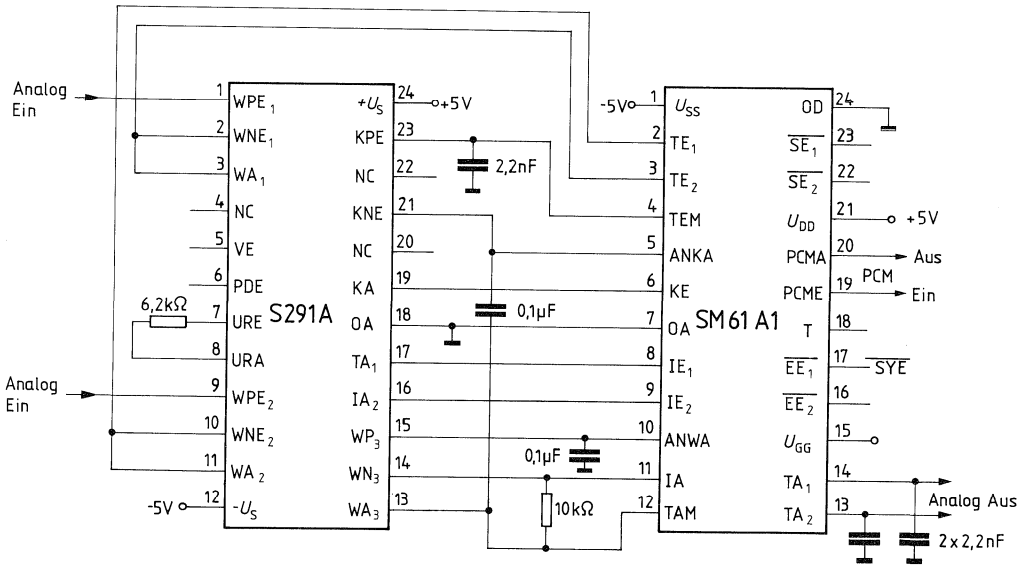 Analog
Ein
1 WPE1
2 WNE1
3 WA1
4 NC
5 VE
6 PDE
6,2kΩ
7 URE
8 URA
Analog
Ein
9 WPE2
10 WNE2
11 WA2
-5V 12 -US
S291A
+US 24 +5V
KPE 23
2,2nF
NC 22
KNE 21
NC 20
KA 19
0,1µF
OA 18
TA1 17
IA2 16
WP3 15
0,1µF
WN3 14
10kΩ
WA3 13
-5V 1 USS
2 TE1
3 TE2
4 TEM
5 ANKA
6 KE
7 OA
8 IE1
9 IE2
10 ANWA
11 IA
12 TAM
SM61A1
OD 24
SE1 23
SE2 22
UDD 21 +5V
PCMA 20 Aus
PCM
PCME 19 Ein
T 18
EE1 17 SYE
EE2 16
UGG 15
TA1 14
Analog Aus
TA2 13
2x2,2nF